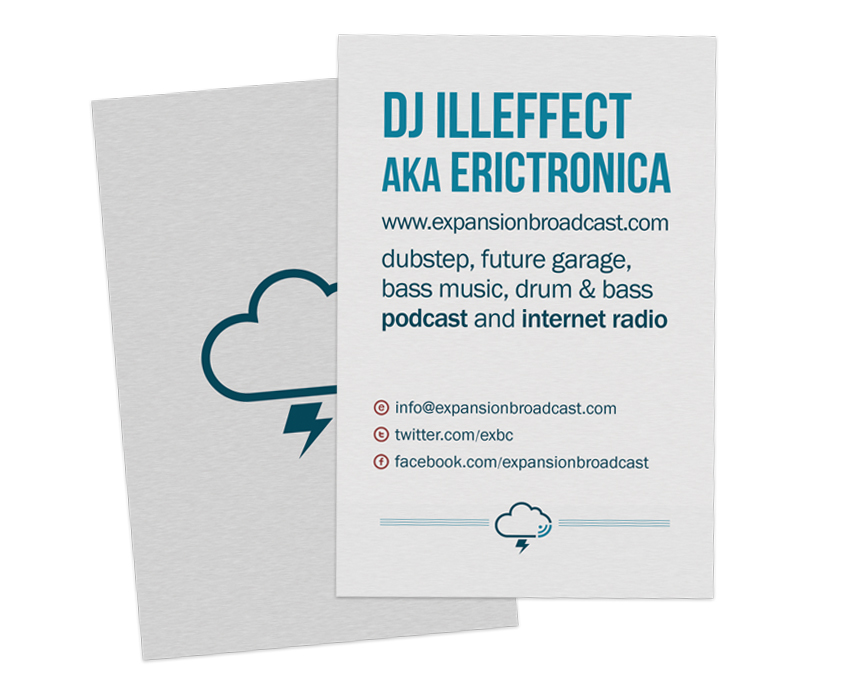 DJ ILLEFFECT
AKA ERICTRONICA
www.expansionbroadcast.com
dubstep, future garage,
bass music, drum & bass
podcast and internet radio
e info@expansionbroadcast.com
t twitter.com/exbc
f facebook.com/expansionbroadcast